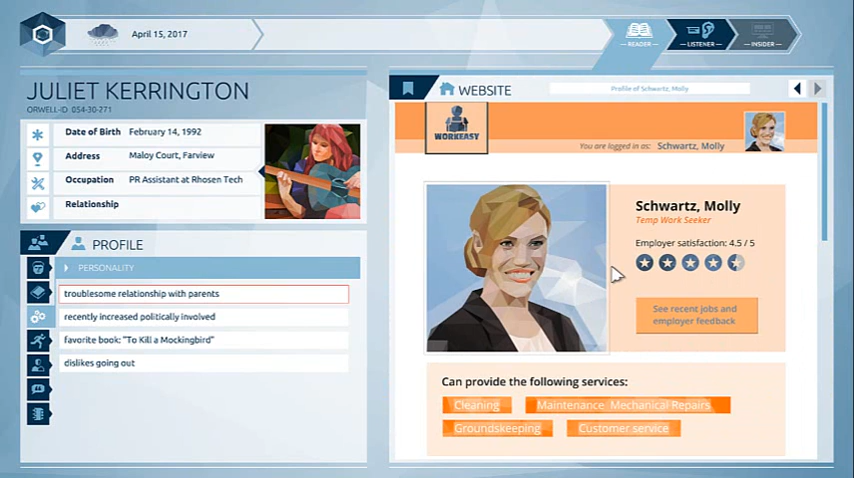 April 15, 2017
— READER —
— LISTENER —
— INSIDER —
JULIET KERRINGTON
ORWELL-ID 054-30-271
Date of Birth February 14, 1992
Address Maloy Court, Farview
Occupation PR Assistant at Rhosen Tech
Relationship
PROFILE
PERSONALITY
troublesome relationship with parents
recently increased politically involved
favorite book: "To Kill a Mockingbird"
dislikes going out
WEBSITE
Profile of Schwartz, Molly
WORKEASY
You are logged in as: Schwartz, Molly
Schwartz, Molly
Temp Work Seeker
Employer satisfaction: 4.5 / 5
See recent jobs and
employer feedback
Can provide the following services:
Cleaning Maintenance: Mechanical Repairs
Groundskeeping Customer service